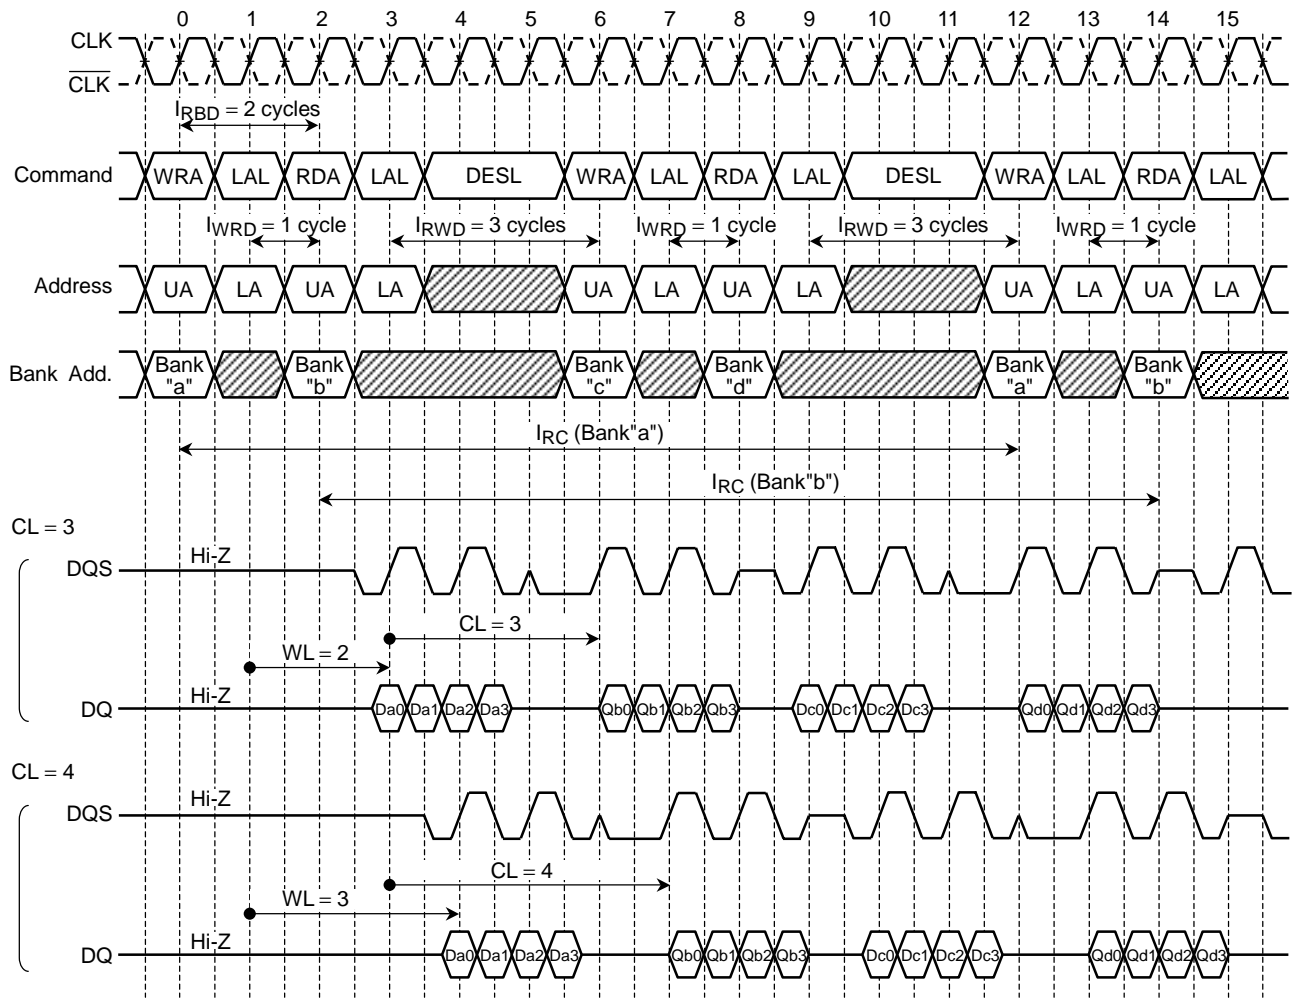 0 1 2 3 4 5 6 7 8 9 10 11 12 13 14 15
CLK
CLK
IRBD = 2 cycles
Command WRA LAL RDA LAL DESL WRA LAL RDA LAL DESL WRA LAL RDA LAL
IWRD = 1 cycle IRWD = 3 cycles IWRD = 1 cycle IRWD = 3 cycles IWRD = 1 cycle
Address UA LA UA LA UA LA UA LA UA LA UA LA
Bank Add. Bank "a" Bank "b" Bank "c" Bank "d" Bank "a" Bank "b"
IRC (Bank"a")
IRC (Bank"b")
CL = 3
Hi-Z
DQS
CL = 3
WL = 2
Hi-Z
DQ Da0 Da1 Da2 Da3 Qb0 Qb1 Qb2 Qb3 Dc0 Dc1 Dc2 Dc3 Qd0 Qd1 Qd2 Qd3
CL = 4
Hi-Z
DQS
CL = 4
WL = 3
Hi-Z
DQ Da0 Da1 Da2 Da3 Qb0 Qb1 Qb2 Qb3 Dc0 Dc1 Dc2 Dc3 Qd0 Qd1 Qd2 Qd3